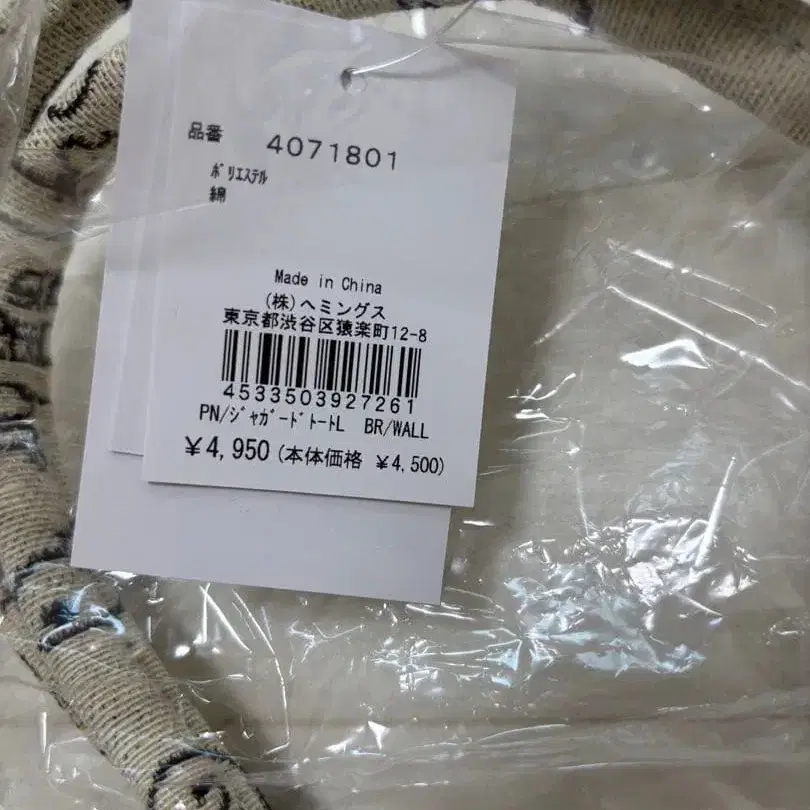 品番 4071801
ﾎﾟﾘｴｽﾃﾙ
綿
Made in China
(株)ヘミングス
東京都渋谷区猿楽町12-8
4533503927261
PN/ｼﾞｬｶﾞｰﾄﾞﾄｰﾄL BR/WALL
￥4,950(本体価格 ￥4,500)